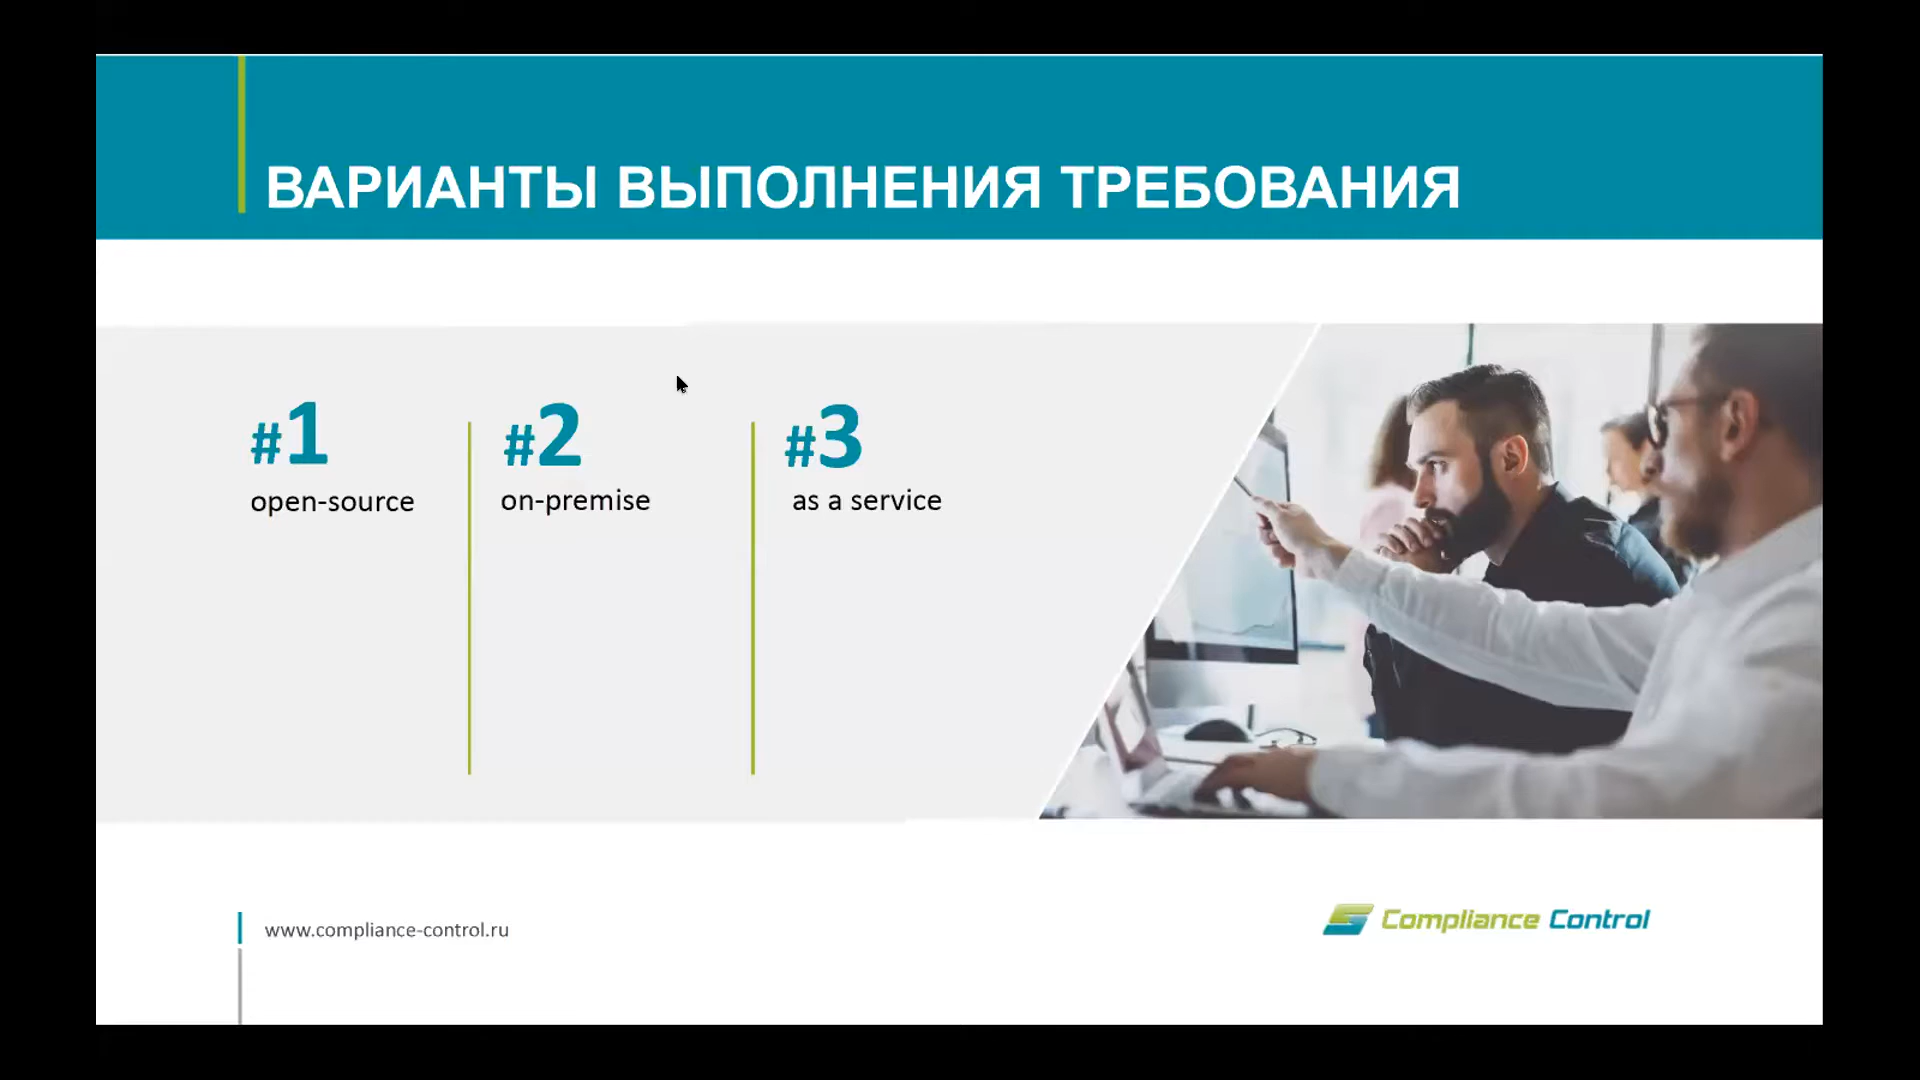 ВАРИАНТЫ ВЫПОЛНЕНИЯ ТРЕБОВАНИЯ
#1
open-source
#2
on-premise
#3
as a service
www.compliance-control.ru
Compliance Control